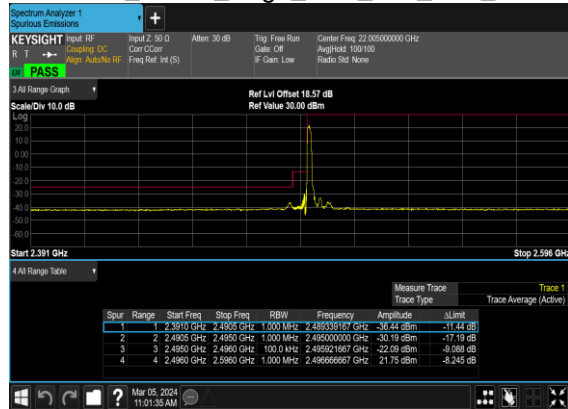 Spectrum Analyzer 1
Spurious Emissions
+
KEYSIGHT
R T
PASS
Input: RF
Coupling: DC
Align: Auto/No RF
Input Z: 50 Ω
Corr CCorr
Freq Ref: Int (S)
Atten: 30 dB
Trig: Free Run
Gate: Off
IF Gain: Low
Center Freq: 22.005000000 GHz
Avg|Hold: 100/100
Radio Std: None
3 All Range Graph
Scale/Div 10.0 dB
Ref Lvl Offset 18.57 dB
Ref Value 30.00 dBm
Log
20.0
10.0
0.00
-10.0
-20.0
-30.0
-40.0
-50.0
-60.0
Start 2.391 GHz
Stop 2.596 GHz
4 All Range Table
Measure Trace Trace 1
Trace Type Trace Average (Active)
Spur Range Start Freq Stop Freq RBW Frequency Amplitude ΔLimit
1 1 2.3910 GHz 2.4905 GHz 1.000 MHz 2.489339167 GHz -36.44 dBm -11.44 dB
2 2 2.4905 GHz 2.4950 GHz 1.000 MHz 2.495000000 GHz -30.19 dBm -17.19 dB
3 3 2.4950 GHz 2.4960 GHz 100.0 kHz 2.495921667 GHz -22.09 dBm -9.088 dB
4 4 2.4960 GHz 2.5960 GHz 1.000 MHz 2.496666667 GHz 21.75 dBm -8.245 dB
?
Mar 05, 2024
11:01:35 AM